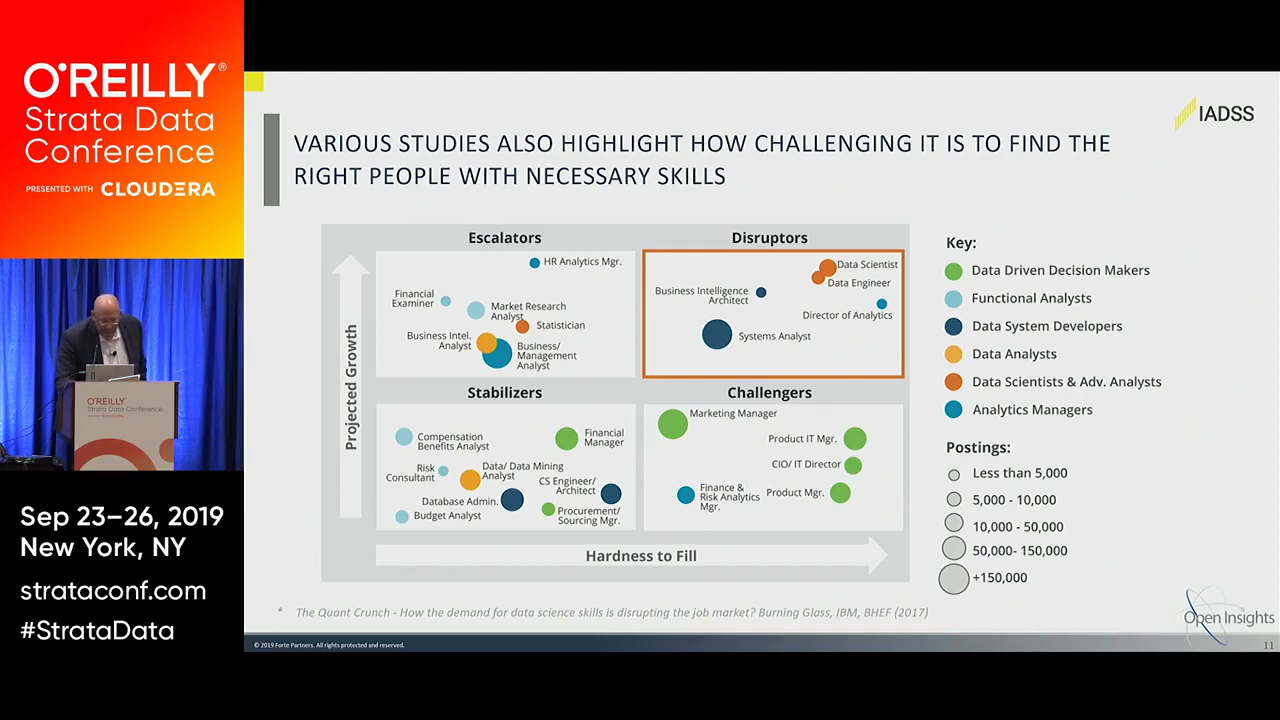 O'REILLY®
Strata Data
Conference
PRESENTED WITH CLOUDERA
O'REILLY
Strata Data Conference
Sep 23–26, 2019
New York, NY
strataconf.com
#StrataData
IADSS
VARIOUS STUDIES ALSO HIGHLIGHT HOW CHALLENGING IT IS TO FIND THE
RIGHT PEOPLE WITH NECESSARY SKILLS
Escalators
HR Analytics Mgr.
Financial
Examiner
Market Research
Analyst
Statistician
Business Intel.
Analyst
Business/
Management
Analyst
Disruptors
Data Scientist
Data Engineer
Business Intelligence
Architect
Director of Analytics
Systems Analyst
Projected Growth
Stabilizers
Compensation
Benefits Analyst
Financial
Manager
Risk
Consultant
Data/ Data Mining
Analyst
CS Engineer/
Architect
Database Admin.
Budget Analyst
Procurement/
Sourcing Mgr.
Challengers
Marketing Manager
Product IT Mgr.
CIO/ IT Director
Finance &
Risk Analytics
Mgr.
Product Mgr.
Hardness to Fill
Key:
Data Driven Decision Makers
Functional Analysts
Data System Developers
Data Analysts
Data Scientists & Adv. Analysts
Analytics Managers
Postings:
Less than 5,000
5,000 - 10,000
10,000 - 50,000
50,000- 150,000
+150,000
* The Quant Crunch - How the demand for data science skills is disrupting the job market? Burning Glass, IBM, BHEF (2017)
Open Insights
© 2019 Forte Partners. All rights protected and reserved.
11